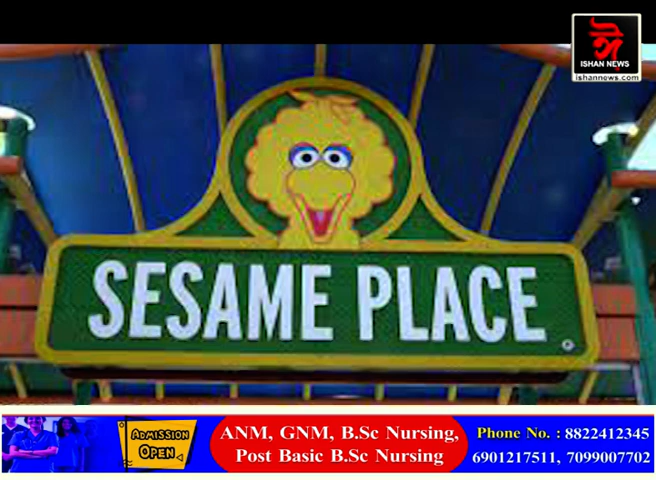 ঈ
ISHAN NEWS
ishannews.com
SESAME PLACE
ADMISSION
OPEN
ANM, GNM, B.Sc Nursing,
Post Basic B.Sc Nursing
Phone No. : 8822412345
6901217511, 7099007702